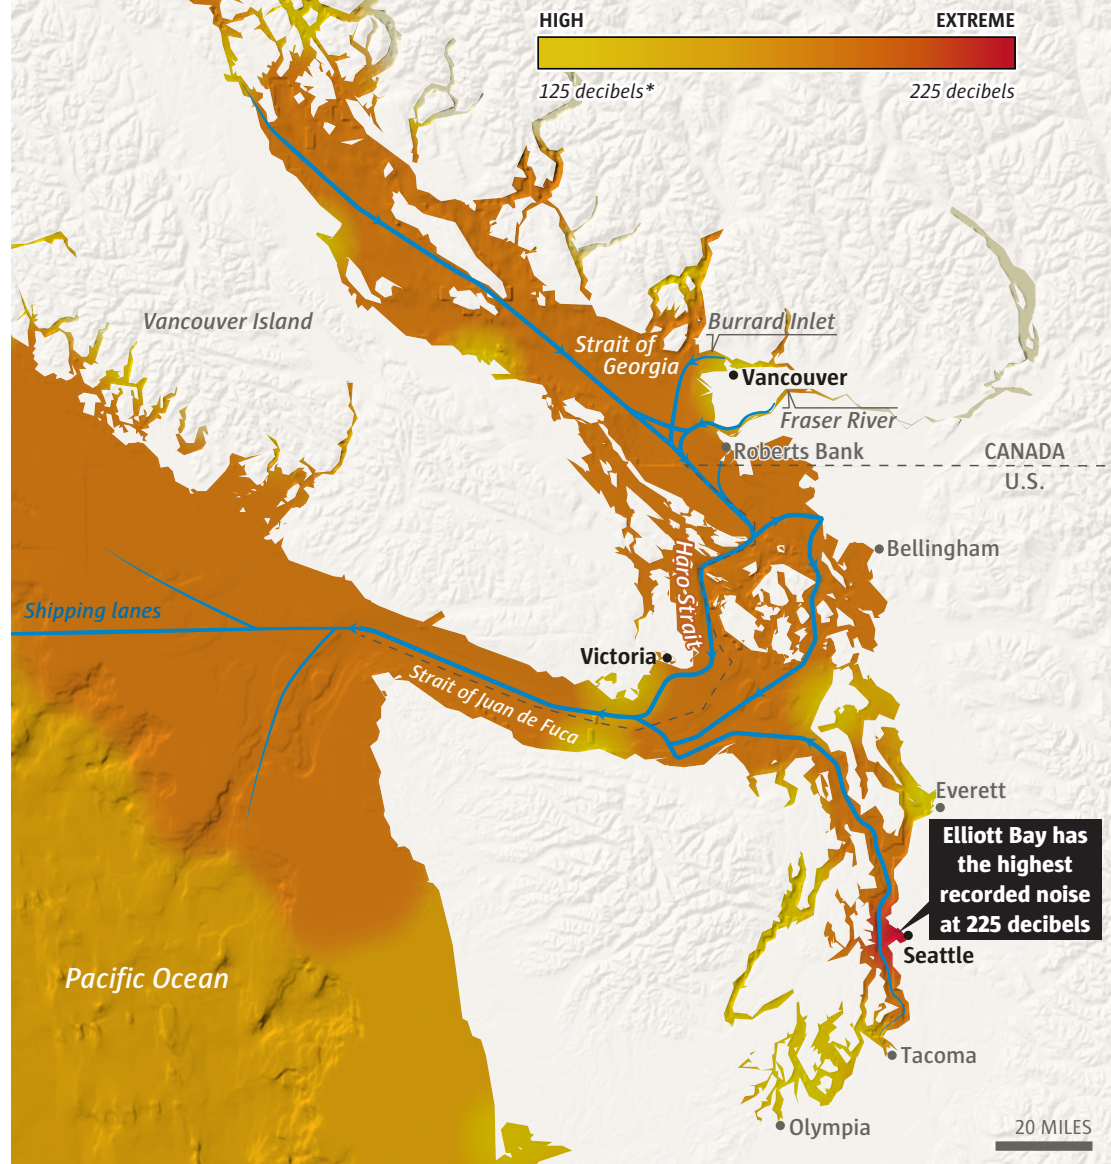 HIGH
EXTREME
125 decibels*
225 decibels
Vancouver Island
Burrard Inlet
Strait of
Georgia
Vancouver
Fraser River
Roberts Bank
CANADA
U.S.
Bellingham
Haro Strait
Shipping lanes
Victoria
Strait of Juan de Fuca
Everett
Elliott Bay has
the highest
recorded noise
at 225 decibels
Seattle
Pacific Ocean
Tacoma
Olympia
20 MILES